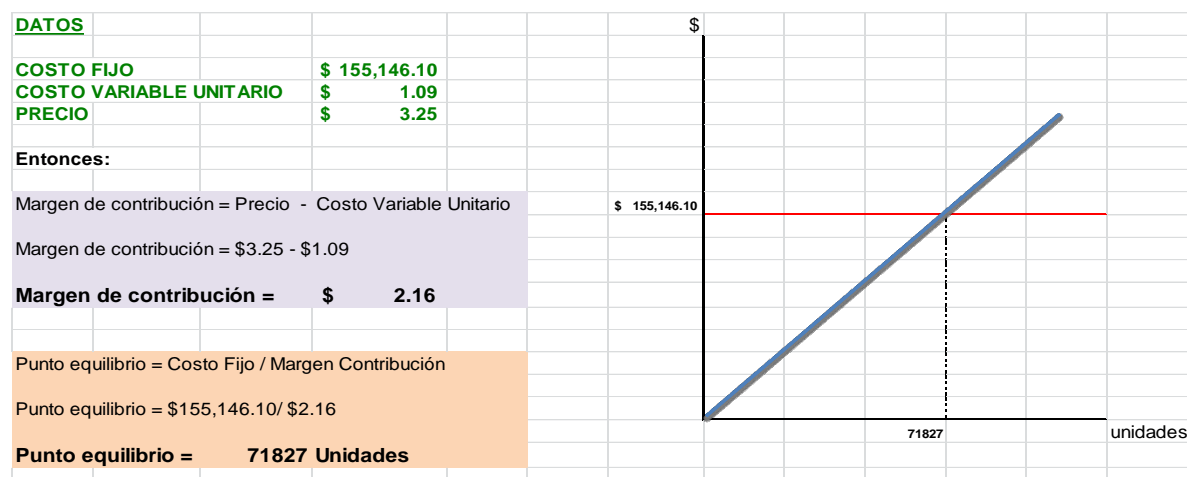 DATOS
COSTO FIJO $ 155,146.10
COSTO VARIABLE UNITARIO $ 1.09
PRECIO $ 3.25
Entonces:
Margen de contribución = Precio - Costo Variable Unitario
Margen de contribución = $3.25 - $1.09
Margen de contribución = $ 2.16
Punto equilibrio = Costo Fijo / Margen Contribución
Punto equilibrio = $155,146.10/ $2.16
Punto equilibrio = 71827 Unidades
$
$ 155,146.10
71827
unidades